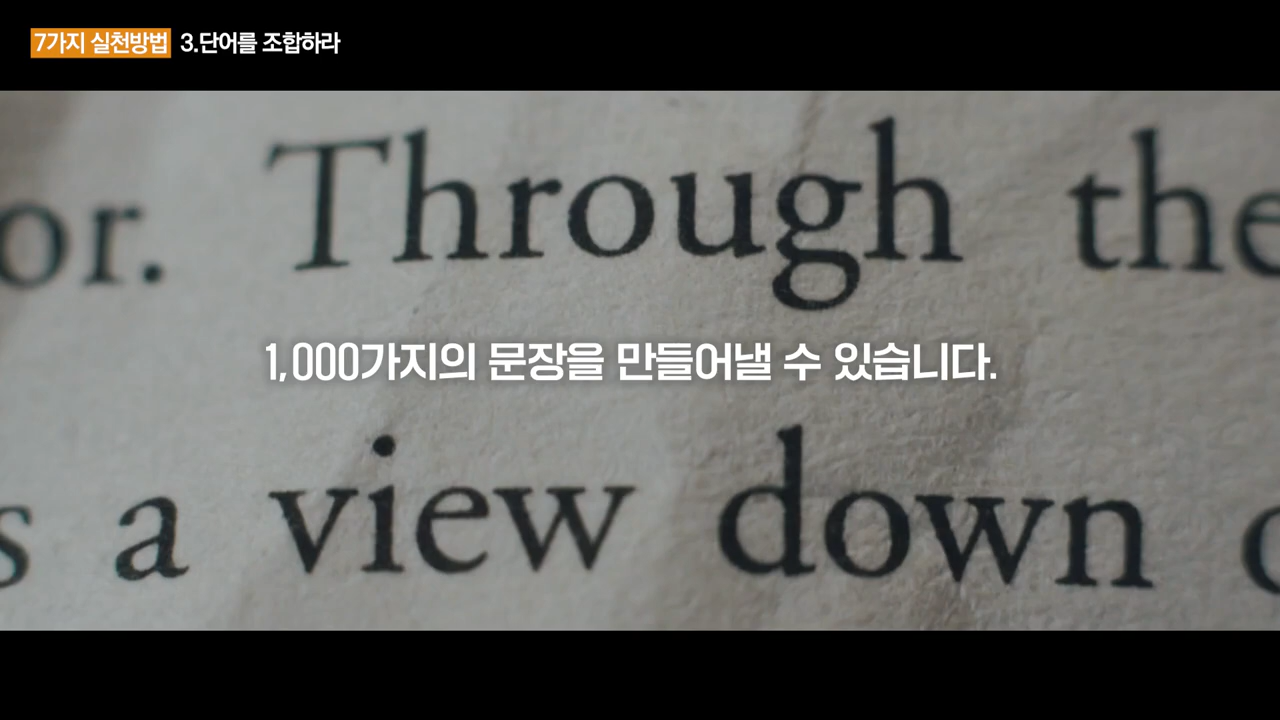 7가지 실천방법 3.단어를 조합하라
or. Through the
1,000가지의 문장을 만들어낼 수 있습니다.
s a view down